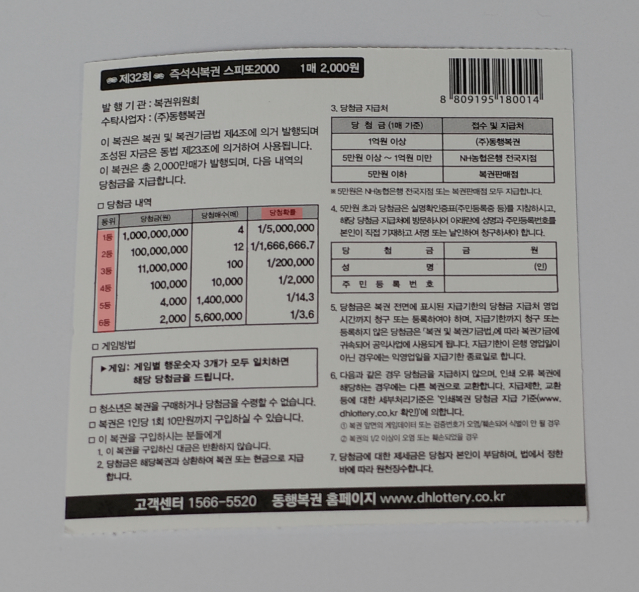 제32회 즉석식복권 스피또2000 1매 2,000원
발 행 기 관 : 복권위원회
수탁사업자 : (주)동행복권
이 복권은 복권 및 복권기금법 제4조에 의거 발행되며
조성된 자금은 동법 제23조에 의거하여 사용됩니다.
이 복권은 총 2,000만매가 발행되며, 다음 내역의
당첨금을 지급합니다.
□ 당첨금 내역
등위 당첨금(원) 당첨매수(매) 당첨확률
1등 1,000,000,000 4 1/5,000,000
2등 100,000,000 12 1/1,666,666.7
3등 11,000,000 100 1/200,000
4등 100,000 10,000 1/2,000
5등 4,000 1,400,000 1/14.3
6등 2,000 5,600,000 1/3.6
□ 게임방법
▶게임: 게임별 행운숫자 3개가 모두 일치하면
해당 당첨금을 드립니다.
□ 청소년은 복권을 구매하거나 당첨금을 수령할 수 없습니다.
□ 복권은 1인당 1회 10만원까지 구입하실 수 있습니다.
□ 이 복권을 구입하시는 분들에게
1. 이 복권을 구입하신 대금은 반환하지 않습니다.
2. 당첨금은 해당복권과 상환하여 복권 또는 현금으로 지급
합니다.
8 809195 180014
3. 당첨금 지급처
당 첨 금 (1매 기준) 접수 및 지급처
1억원 이상 (주)동행복권
5만원 이상 ~ 1억원 미만 NH농협은행 전국지점
5만원 이하 복권판매점
※ 5만원은 NH농협은행 전국지점 또는 복권판매점 모두 지급합니다.
4. 5만원 초과 당첨금은 실명확인증표(주민등록증 등)를 지참하시고,
해당 당첨금 지급처에 방문하시어 아래란에 성명과 주민등록번호를
본인이 직접 기재하고 서명 또는 날인하여 청구하셔야 합니다.
당 첨 금 금 원
성 명 (인)
주 민 등 록 번 호
5. 당첨금은 복권 전면에 표시된 지급기한의 당첨금 지급처 영업
시간까지 청구 또는 등록하여야 하며, 지급기한까지 청구 또는
등록하지 않은 당첨금은 「복권 및 복권기금법」에 따라 복권기금에
귀속되어 공익사업에 사용되게 됩니다. 지급기한이 은행 영업일이
아닌 경우에는 익영업일을 지급기한 종료일로 합니다.
6. 다음과 같은 경우 당첨금을 지급하지 않으며, 인쇄 오류 복권에
해당하는 경우에는 다른 복권으로 교환합니다. 지급제한, 교환
등에 대한 세부처리기준은 '인쇄복권 당첨금 지급 기준(www.
dhlottery.co.kr 확인)'에 의합니다.
① 복권 앞면의 게임데이터 또는 검증번호가 오염/훼손되어 식별이 안 될 경우
② 복권의 1/2 이상이 오염 또는 훼손되었을 경우
7. 당첨금에 대한 제세금은 당첨자 본인이 부담하며, 법에서 정한
바에 따라 원천징수합니다.
고객센터 1566-5520 동행복권 홈페이지 www.dhlottery.co.kr